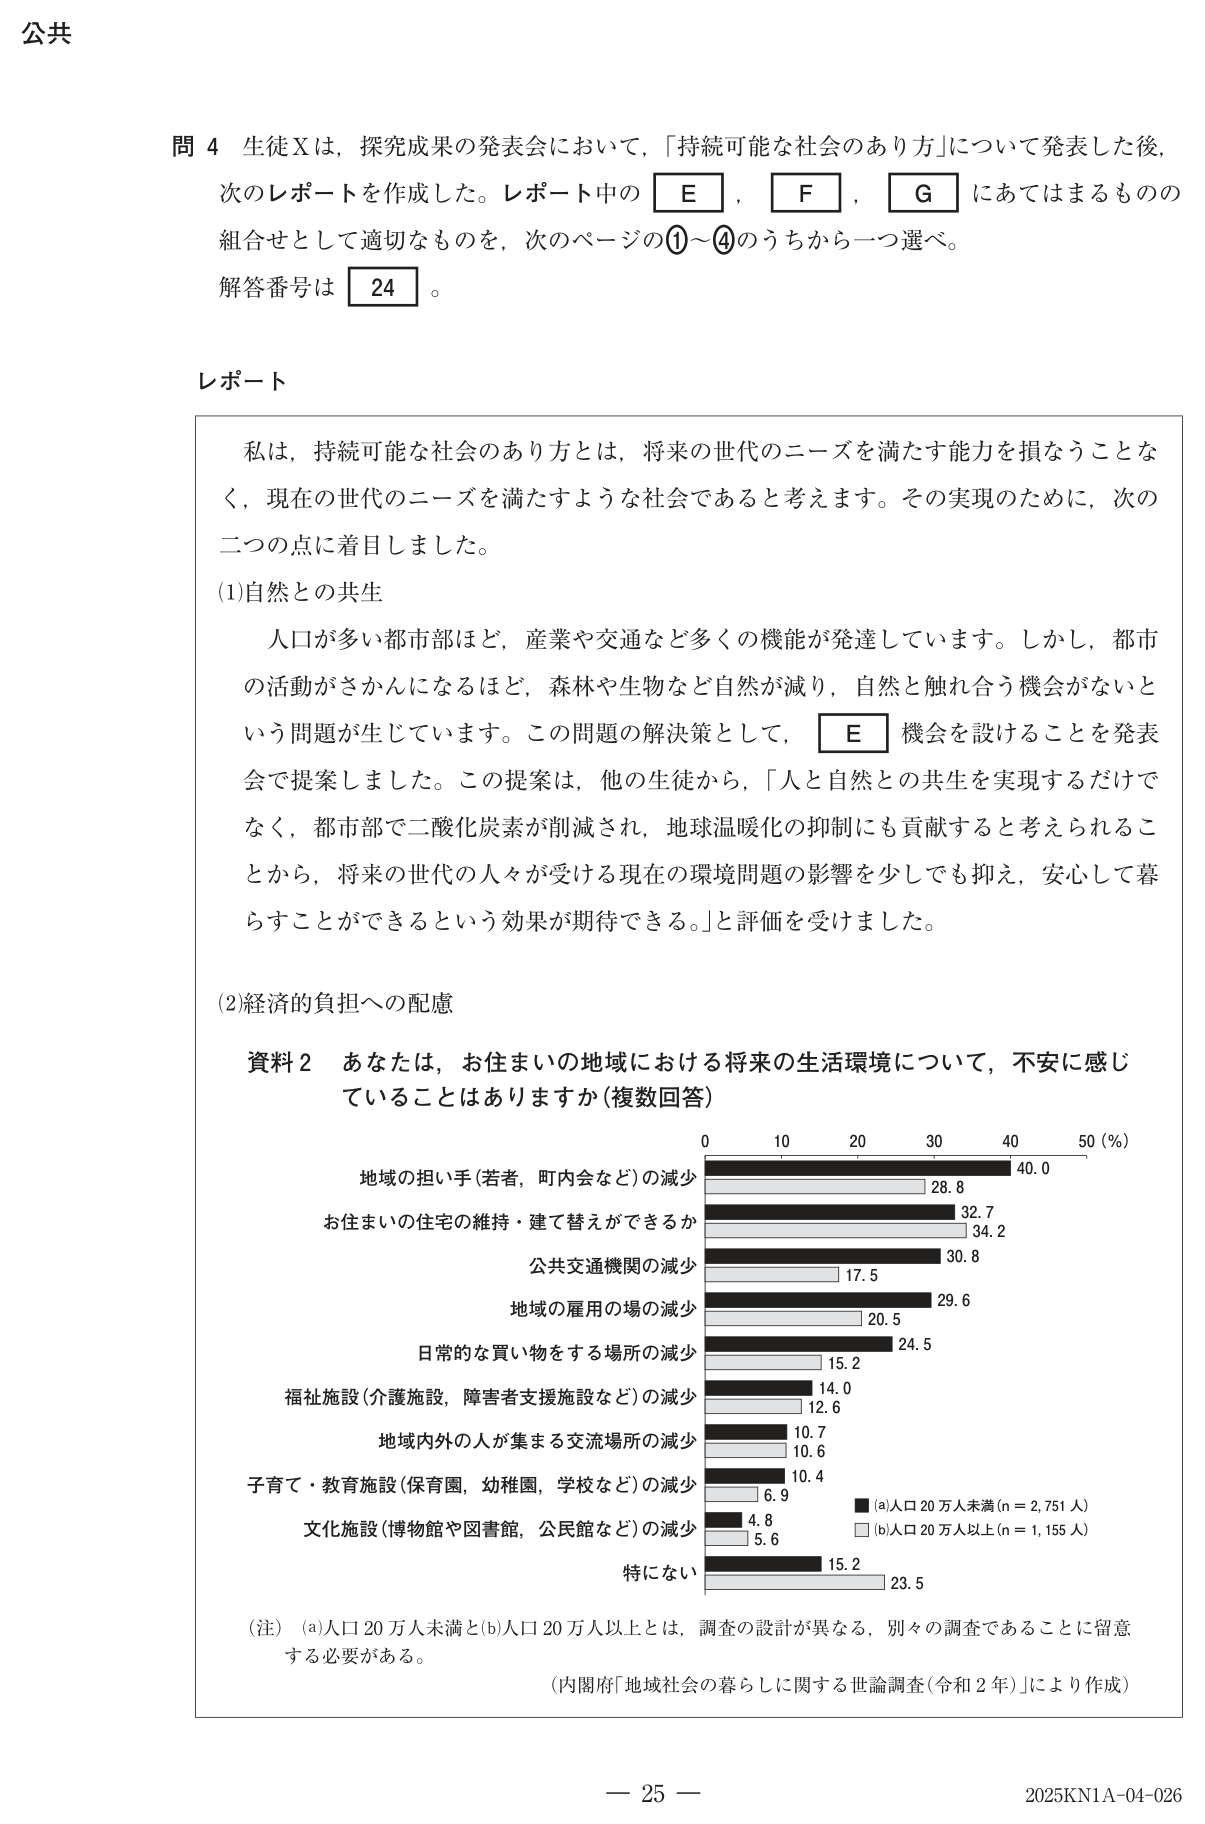 公共
問 4 生徒Xは，探究成果の発表会において，「持続可能な社会のあり方」について発表した後，
次のレポートを作成した。レポート中の E ， F ， G にあてはまるものの
組合せとして適切なものを，次のページの①～④のうちから一つ選べ。
解答番号は 24 。
レポート
私は，持続可能な社会のあり方とは，将来の世代のニーズを満たす能力を損なうことな
く，現在の世代のニーズを満たすような社会であると考えます。その実現のために，次の
二つの点に着目しました。
(1)自然との共生
人口が多い都市部ほど，産業や交通など多くの機能が発達しています。しかし，都市
の活動がさかんになるほど，森林や生物など自然が減り，自然と触れ合う機会がないと
いう問題が生じています。この問題の解決策として， E 機会を設けることを発表
会で提案しました。この提案は，他の生徒から，「人と自然との共生を実現するだけで
なく，都市部で二酸化炭素が削減され，地球温暖化の抑制にも貢献すると考えられるこ
とから，将来の世代の人々が受ける現在の環境問題の影響を少しでも抑え，安心して暮
らすことができるという効果が期待できる。」と評価を受けました。
(2)経済的負担への配慮
資料2 あなたは，お住まいの地域における将来の生活環境について，不安に感じ
ていることはありますか(複数回答)
0 10 20 30 40 50 (%)
地域の担い手(若者，町内会など)の減少 40.0
28.8
お住まいの住宅の維持・建て替えができるか 32.7
34.2
公共交通機関の減少 30.8
17.5
地域の雇用の場の減少 29.6
20.5
日常的な買い物をする場所の減少 24.5
15.2
福祉施設(介護施設，障害者支援施設など)の減少 14.0
12.6
地域内外の人が集まる交流場所の減少 10.7
10.6
子育て・教育施設(保育園，幼稚園，学校など)の減少 10.4
6.9
文化施設(博物館や図書館，公民館など)の減少 4.8
5.6
特にない 15.2
23.5
(a)人口20万人未満(n＝2,751人)
(b)人口20万人以上(n＝1,155人)
(注) (a)人口20万人未満と(b)人口20万人以上とは，調査の設計が異なる，別々の調査であることに留意
する必要がある。
(内閣府「地域社会の暮らしに関する世論調査(令和2年)」により作成)
― 25 ―
2025KN1A-04-026